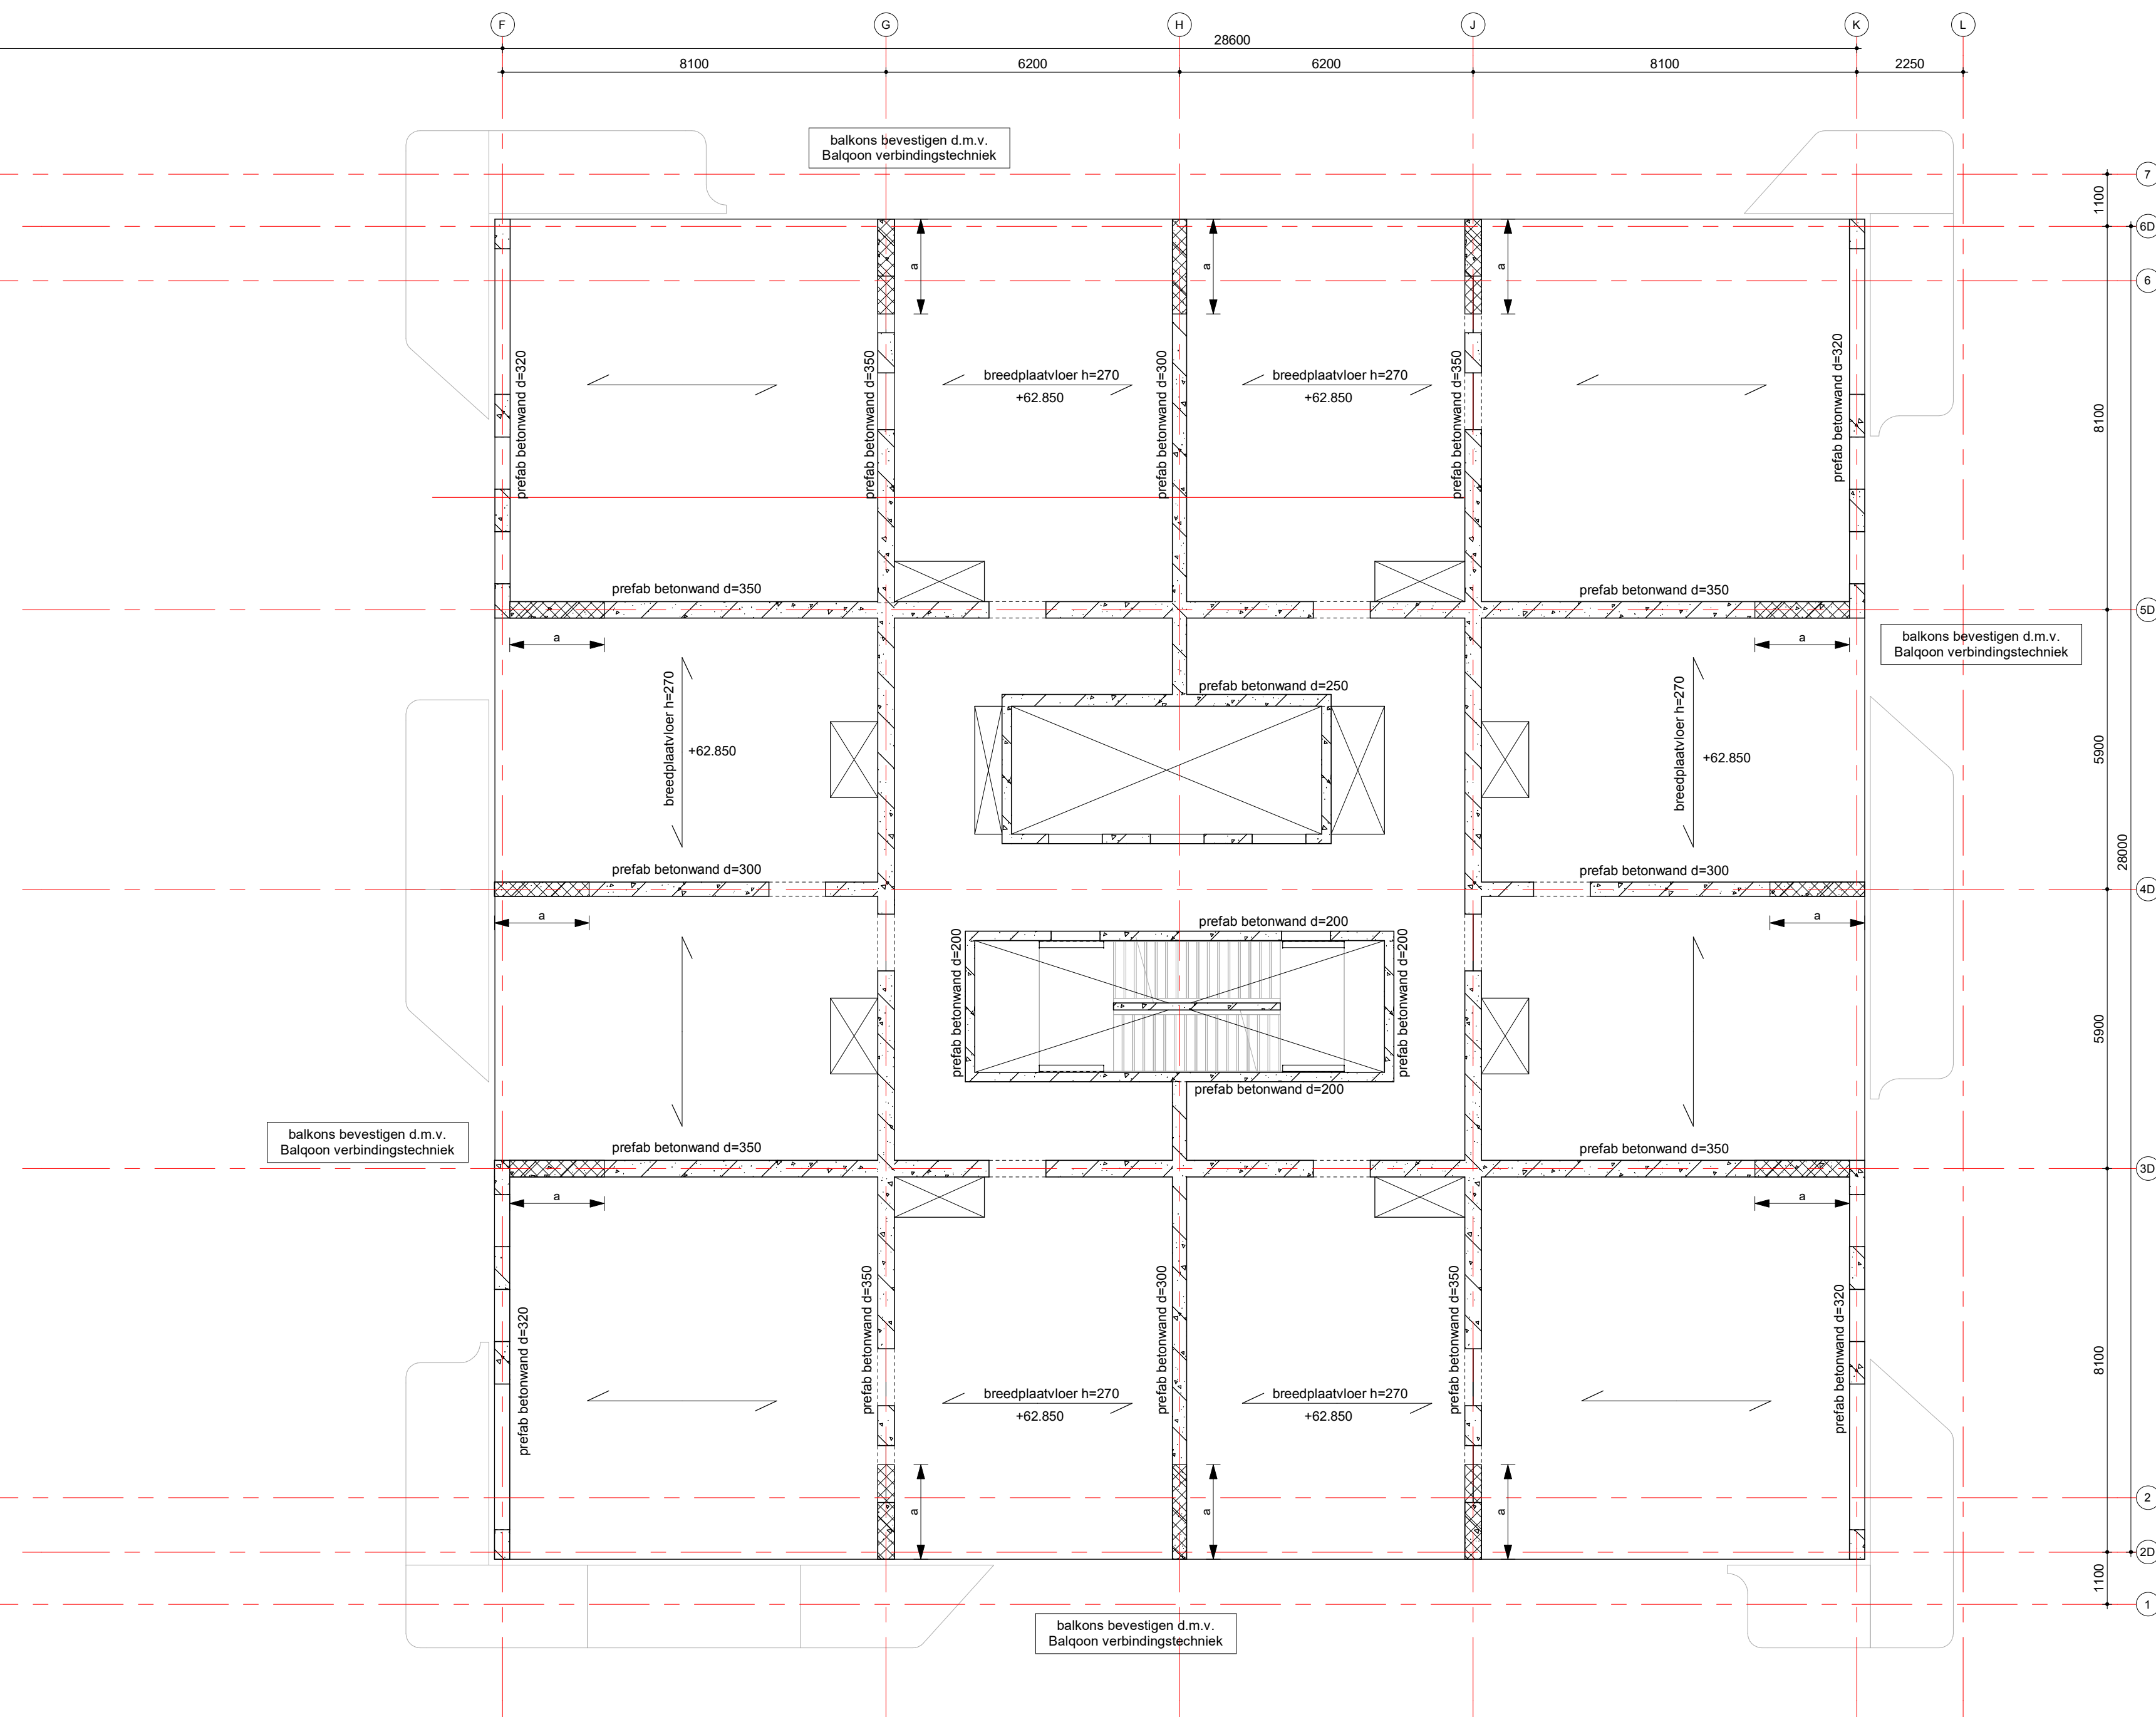 F
G
H
J
K
L
28600
8100
6200
6200
8100
2250
balkons bevestigen d.m.v.
Balqoon verbindingstechniek
7
1100
6D
a
a
a
6
prefab betonwand d=320
prefab betonwand d=350
breedplaatvloer h=270
+62.850
prefab betonwand d=300
breedplaatvloer h=270
+62.850
prefab betonwand d=350
prefab betonwand d=320
8100
prefab betonwand d=350
prefab betonwand d=350
5D
a
a
balkons bevestigen d.m.v.
Balqoon verbindingstechniek
prefab betonwand d=250
breedplaatvloer h=270
+62.850
breedplaatvloer h=270
+62.850
5900
28000
prefab betonwand d=300
prefab betonwand d=300
4D
a
a
prefab betonwand d=200
prefab betonwand d=200
prefab betonwand d=200
prefab betonwand d=200
5900
balkons bevestigen d.m.v.
Balqoon verbindingstechniek
prefab betonwand d=350
prefab betonwand d=350
3D
a
a
prefab betonwand d=320
prefab betonwand d=350
breedplaatvloer h=270
+62.850
prefab betonwand d=300
breedplaatvloer h=270
+62.850
prefab betonwand d=350
prefab betonwand d=320
8100
a
a
a
2
2D
1100
1
balkons bevestigen d.m.v.
Balqoon verbindingstechniek